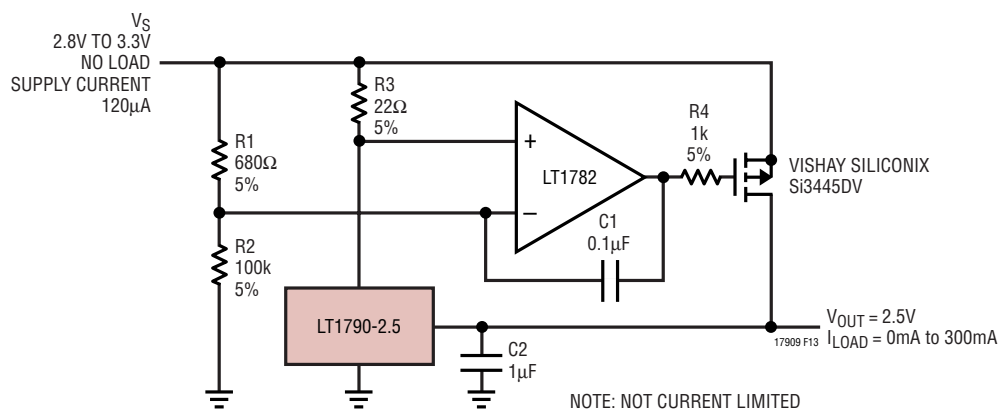 VS
2.8V TO 3.3V
NO LOAD
SUPPLY CURRENT
120µA
R1
680Ω
5%
R2
100k
5%
R3
22Ω
5%
+
LT1782
−
C1
0.1µF
R4
1k
5%
VISHAY SILICONIX
Si3445DV
LT1790-2.5
C2
1µF
VOUT = 2.5V
ILOAD = 0mA to 300mA
17909 F13
NOTE: NOT CURRENT LIMITED